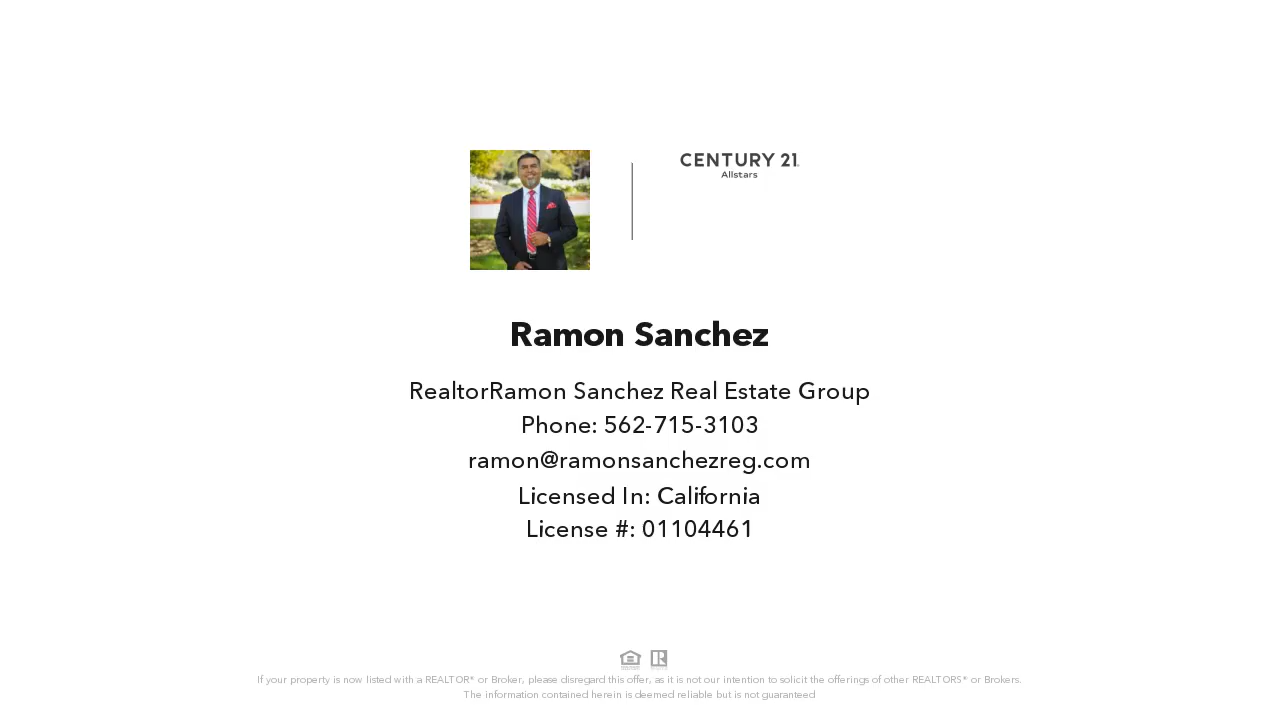 CENTURY 21
Allstars
Ramon Sanchez
RealtorRamon Sanchez Real Estate Group
Phone: 562-715-3103
ramon@ramonsanchezreg.com
Licensed In: California
License #: 01104461
If your property is now listed with a REALTOR® or Broker, please disregard this offer, as it is not our intention to solicit the offerings of other REALTORS® or Brokers.
The information contained herein is deemed reliable but is not guaranteed